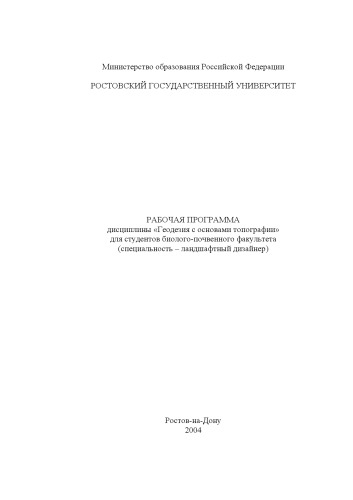 Министерство образования Российской Федерации
РОСТОВСКИЙ ГОСУДАРСТВЕННЫЙ УНИВЕРСИТЕТ
РАБОЧАЯ ПРОГРАММА
дисциплины «Геодезия с основами топографии»
для студентов биолого-почвенного факультета
(специальность – ландшафтный дизайнер)
Ростов-на-Дону
2004